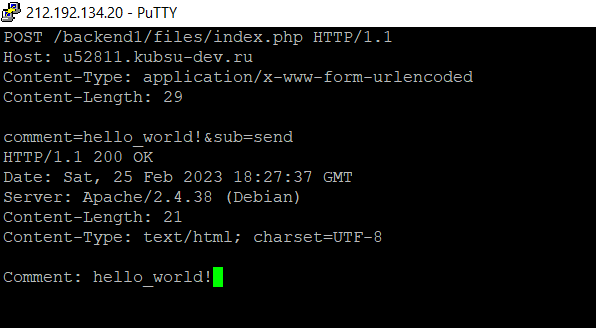 212.192.134.20 - PuTTY
POST /backend1/files/index.php HTTP/1.1
Host: u52811.kubsu-dev.ru
Content-Type: application/x-www-form-urlencoded
Content-Length: 29

comment=hello_world!&sub=send
HTTP/1.1 200 OK
Date: Sat, 25 Feb 2023 18:27:37 GMT
Server: Apache/2.4.38 (Debian)
Content-Length: 21
Content-Type: text/html; charset=UTF-8

Comment: hello_world!